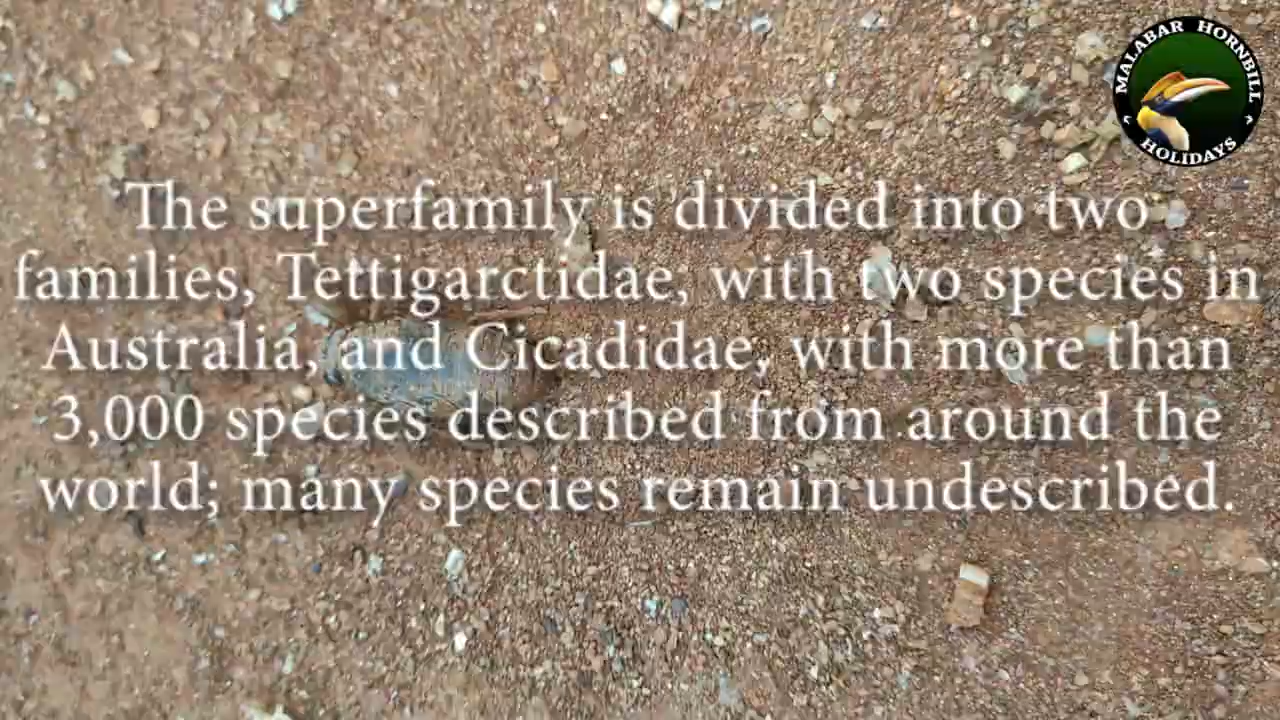 MALABAR HORNBILL
HOLIDAYS
The superfamily is divided into two
families, Tettigarctidae, with two species in
Australia, and Cicadidae, with more than
3,000 species described from around the
world; many species remain undescribed.